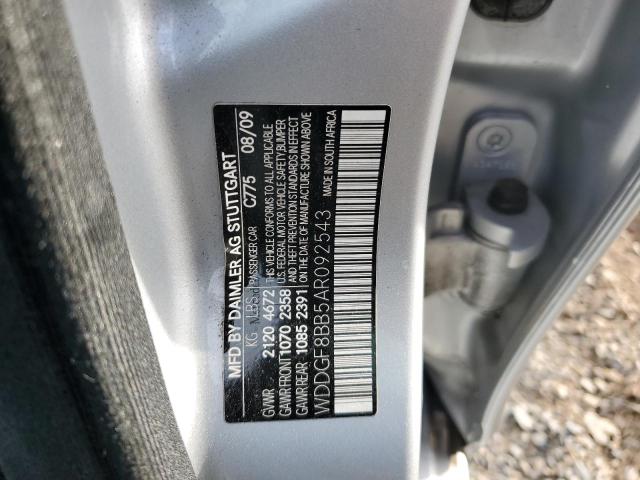 MFD BY DAIMLER AG STUTTGART
KG LBS PASSENGER CAR C775 08/09
GVWR 2120 4672 THIS VEHICLE CONFORMS TO ALL APPLICABLE
GAWR FRONT 1070 2358 U.S. FEDERAL MOTOR VEHICLE SAFETY BUMPER
GAWR REAR 1085 2391 AND THEFT PREVENTION STANDARDS IN EFFECT
ON THE DATE OF MANUFACTURE SHOWN ABOVE
WDDGF8BB5AR092543 MADE IN SOUTH AFRICA